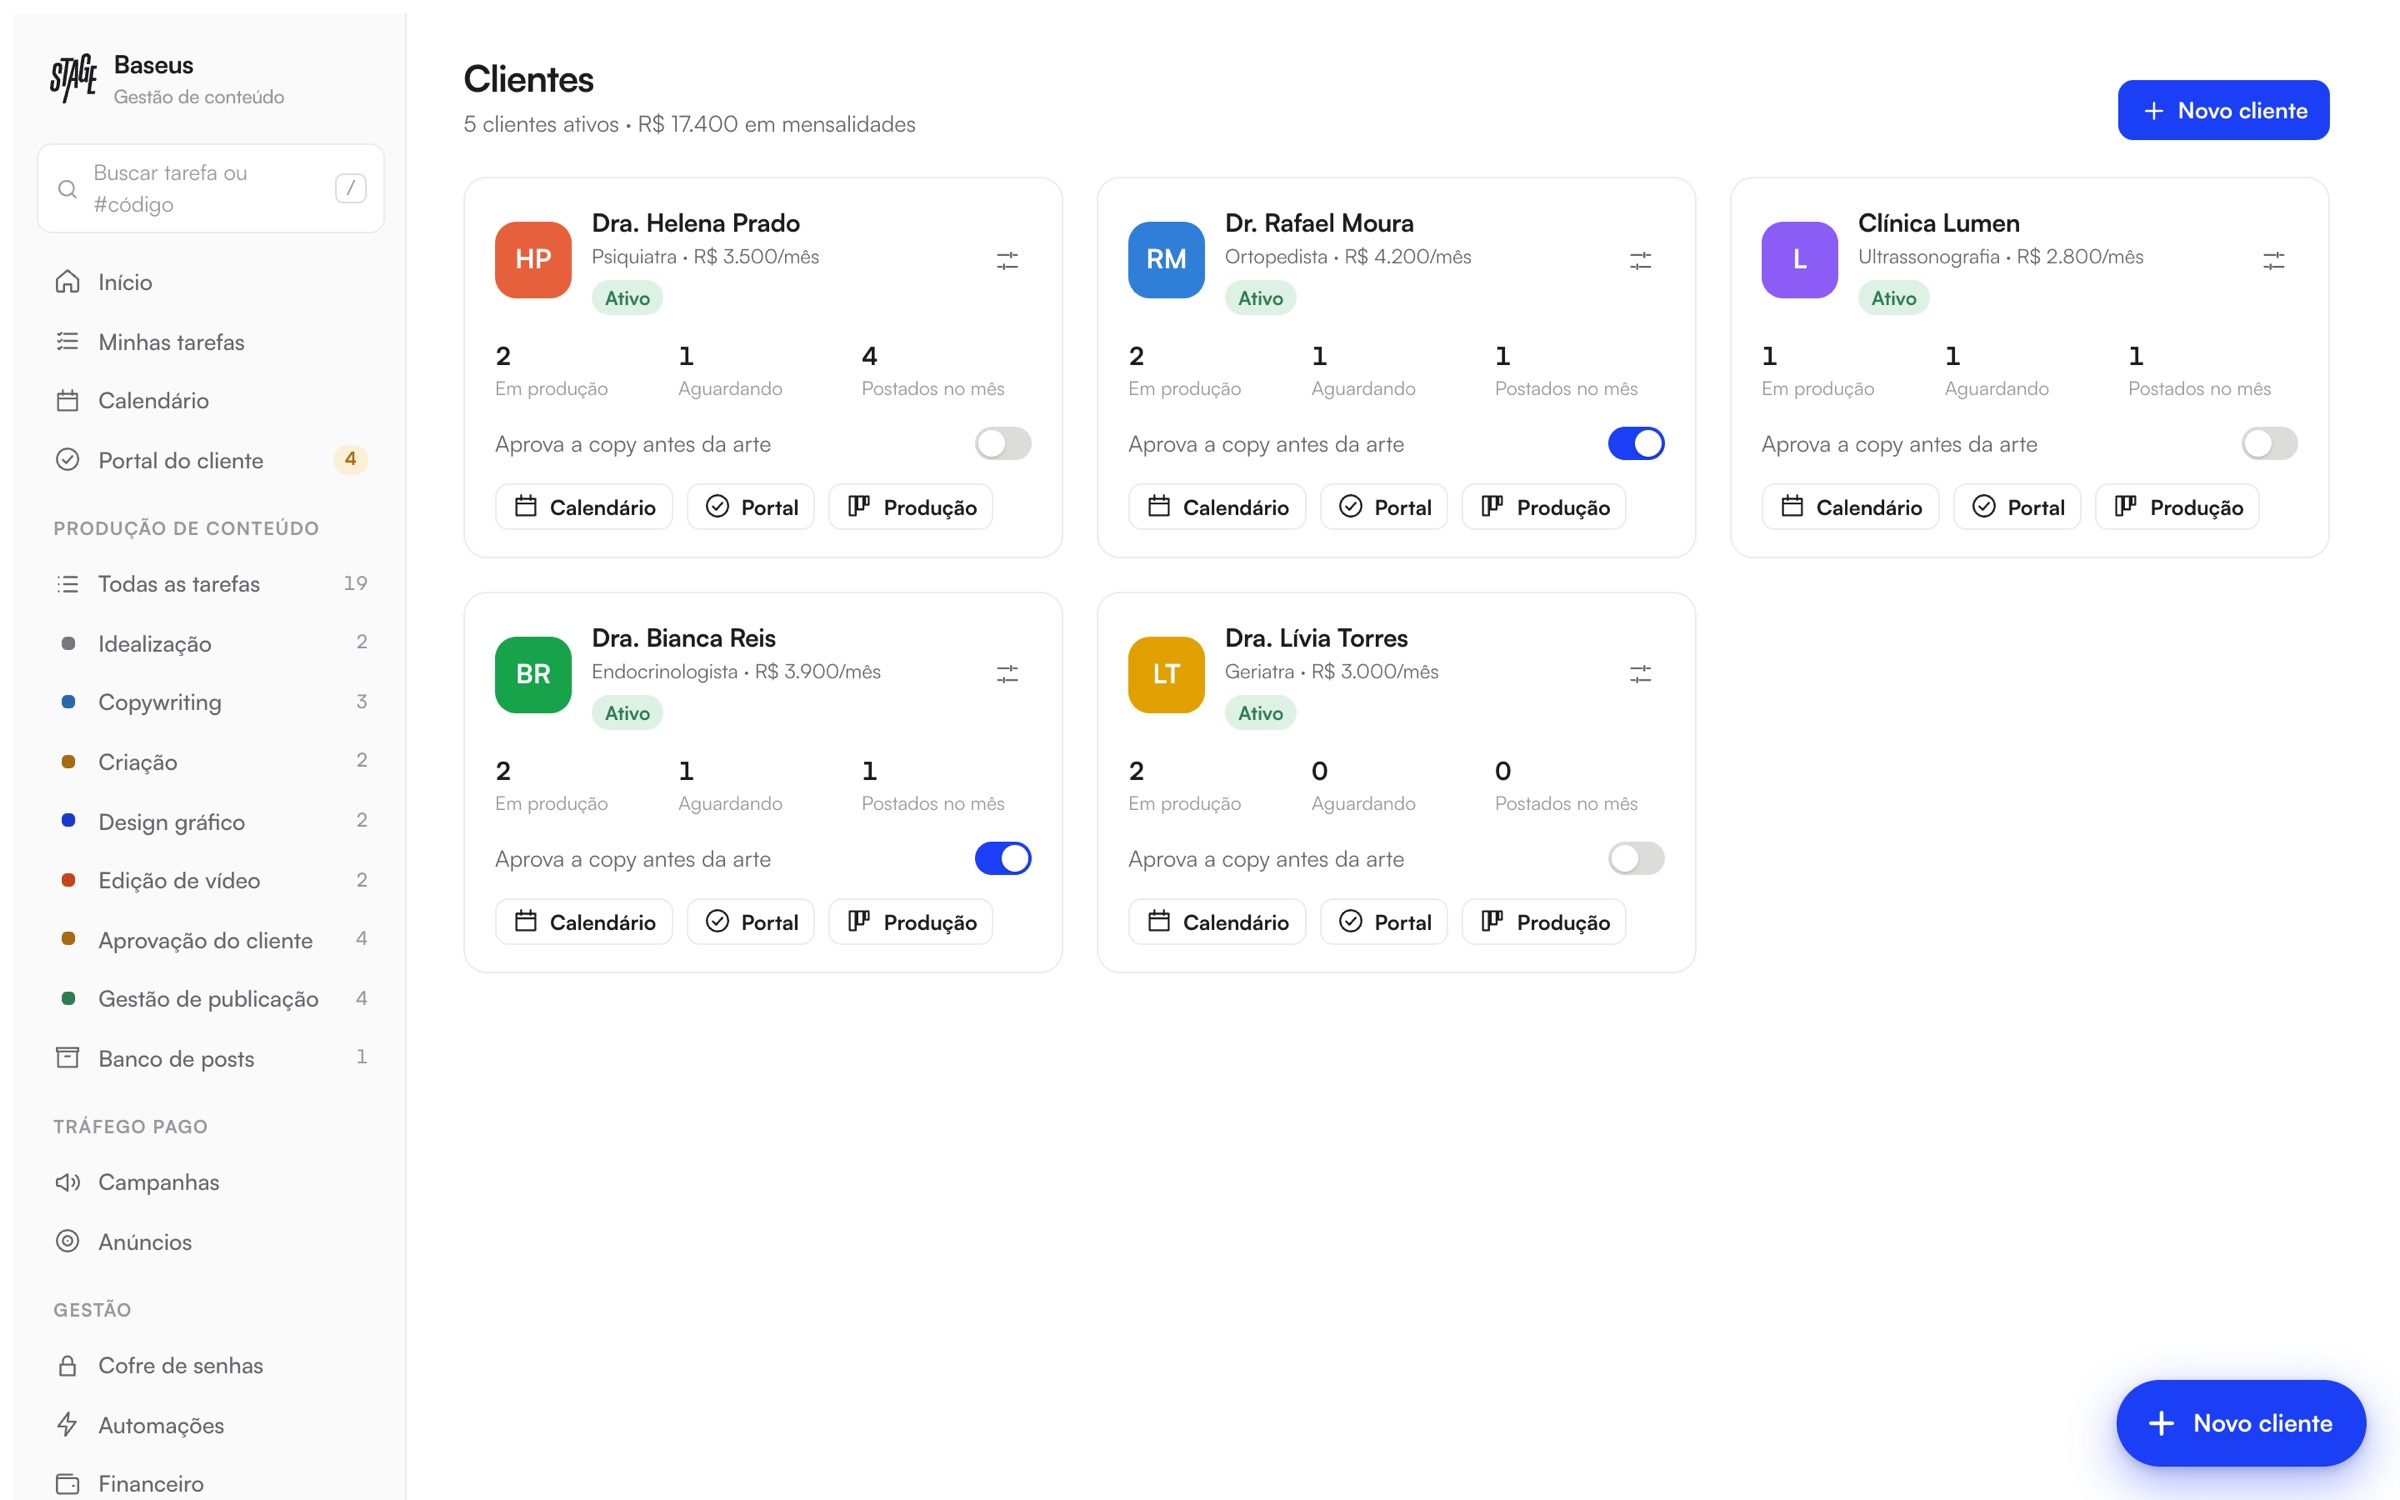 STAGE
Baseus
Gestão de conteúdo
Buscar tarefa ou
#código
/
Início
Minhas tarefas
Calendário
Portal do cliente 4
PRODUÇÃO DE CONTEÚDO
Todas as tarefas 19
Idealização 2
Copywriting 3
Criação 2
Design gráfico 2
Edição de vídeo 2
Aprovação do cliente 4
Gestão de publicação 4
Banco de posts 1
TRÁFEGO PAGO
Campanhas
Anúncios
GESTÃO
Cofre de senhas
Automações
Financeiro
Clientes
5 clientes ativos · R$ 17.400 em mensalidades
+ Novo cliente
HP
Dra. Helena Prado
Psiquiatra · R$ 3.500/mês
Ativo
2 1 4
Em produção Aguardando Postados no mês
Aprova a copy antes da arte
Calendário Portal Produção
RM
Dr. Rafael Moura
Ortopedista · R$ 4.200/mês
Ativo
2 1 1
Em produção Aguardando Postados no mês
Aprova a copy antes da arte
Calendário Portal Produção
L
Clínica Lumen
Ultrassonografia · R$ 2.800/mês
Ativo
1 1 1
Em produção Aguardando Postados no mês
Aprova a copy antes da arte
Calendário Portal Produção
BR
Dra. Bianca Reis
Endocrinologista · R$ 3.900/mês
Ativo
2 1 1
Em produção Aguardando Postados no mês
Aprova a copy antes da arte
Calendário Portal Produção
LT
Dra. Lívia Torres
Geriatra · R$ 3.000/mês
Ativo
2 0 0
Em produção Aguardando Postados no mês
Aprova a copy antes da arte
Calendário Portal Produção
+ Novo cliente